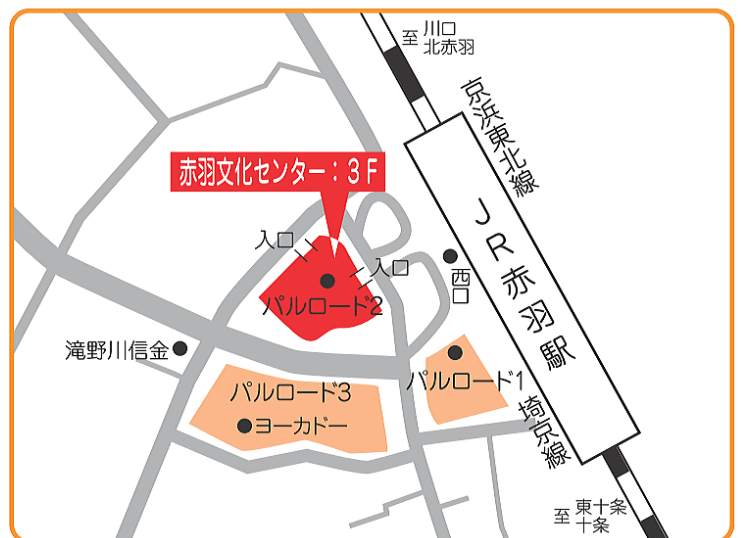 至 川口
北赤羽
京浜東北線
赤羽文化センター：3F
JR赤羽駅
入口
入口
西口
パルロード2
滝野川信金
パルロード3
パルロード1
ヨーカドー
埼京線
至 東十条
十条